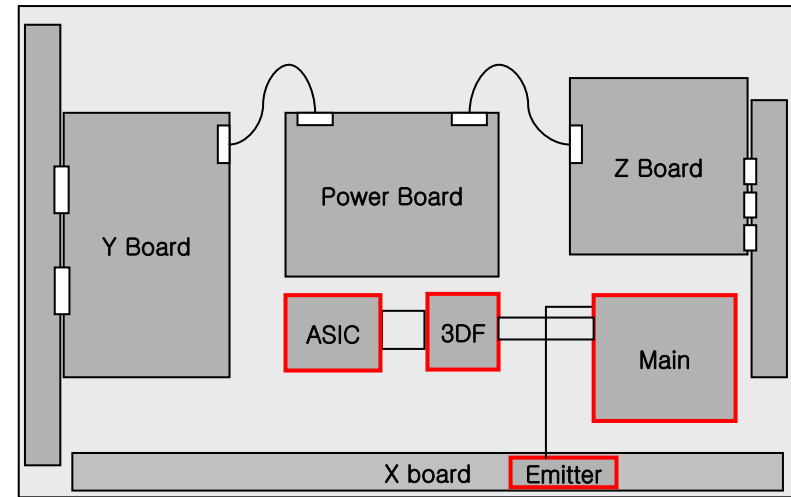 Z Board
Power Board
Y Board
ASIC
3DF
Main
X board
Emitter